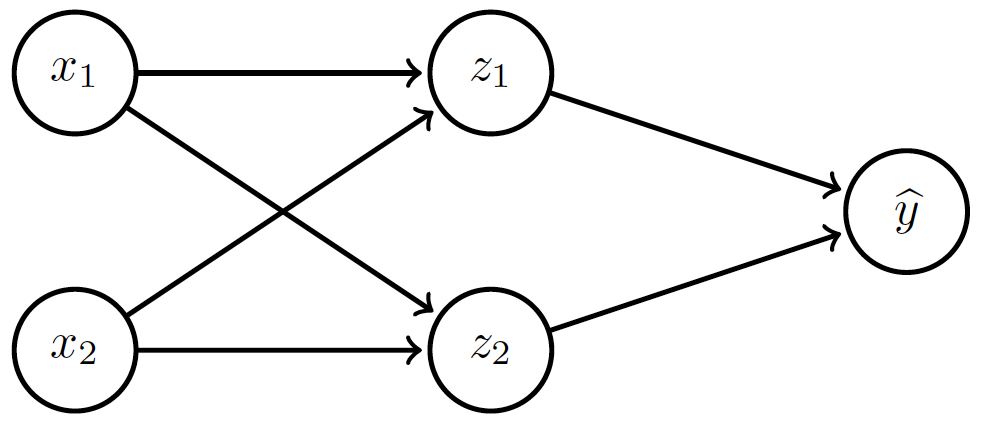 x₁
z₁
ŷ
x₂
z₂